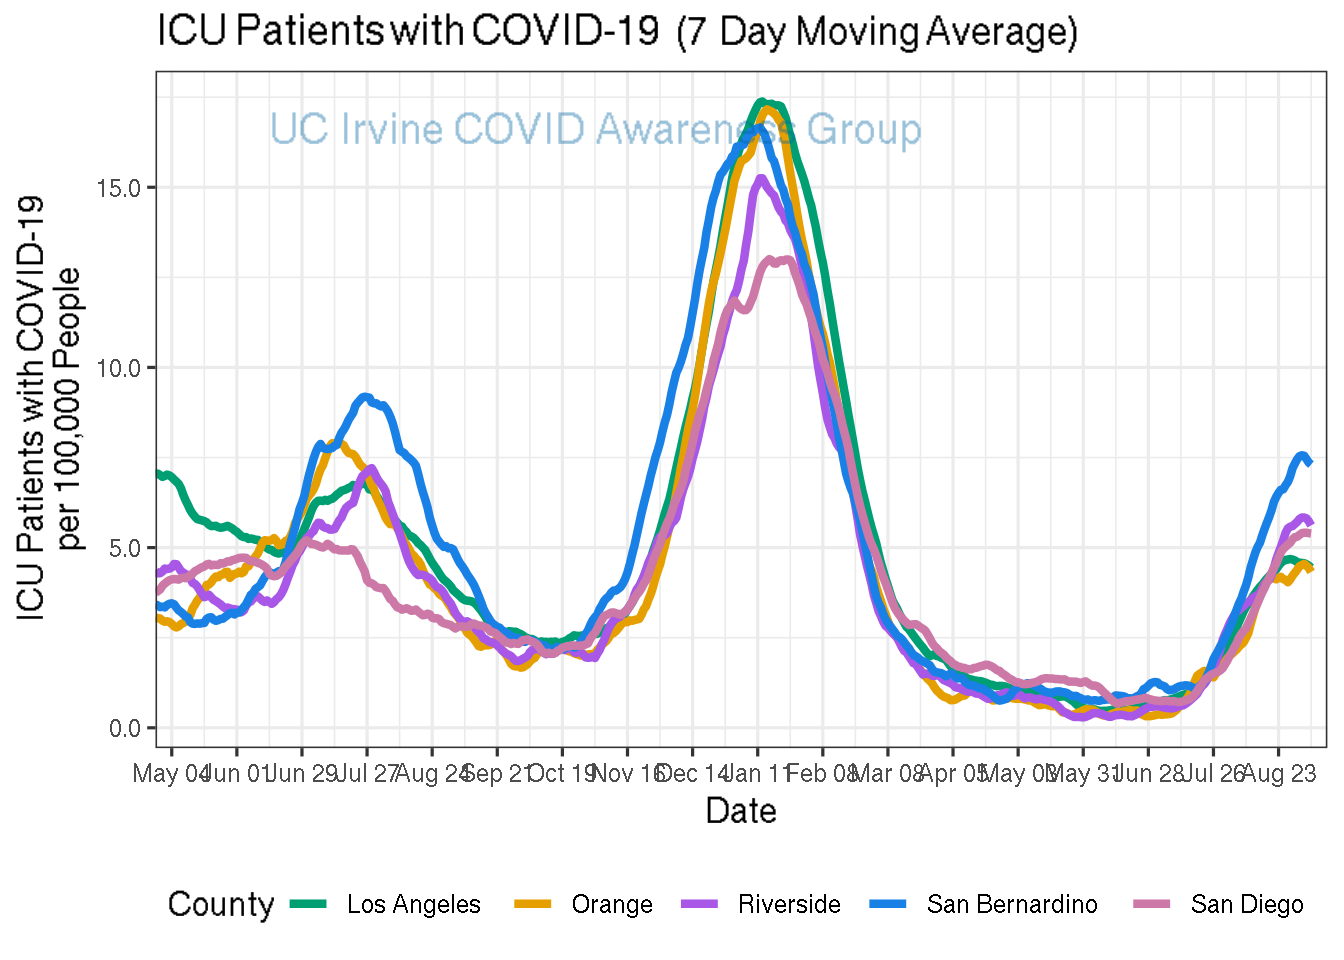 ICU Patients with COVID-19 (7 Day Moving Average)
UC Irvine COVID Awareness Group
ICU Patients with COVID-19
per 100,000 People
15.0
10.0
5.0
0.0
May 04 Jun 01 Jun 29 Jul 27 Aug 24 Sep 21 Oct 19 Nov 16 Dec 14 Jan 11 Feb 08 Mar 08 Apr 05 May 03 May 31 Jun 28 Jul 26 Aug 23
Date
County Los Angeles Orange Riverside San Bernardino San Diego